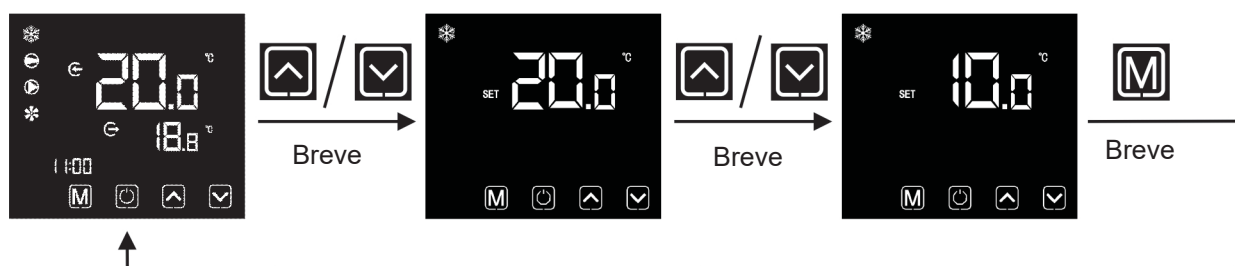 20.0 °C
18.8 °C
11:00
M
Breve
SET 20.0 °C
M
Breve
SET 10.0 °C
M
M
Breve